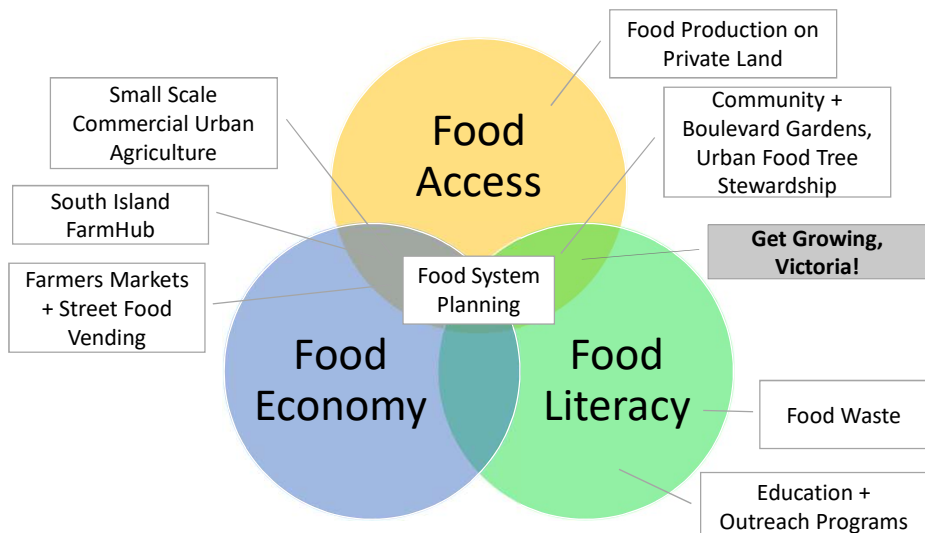 Food Production on
Private Land
Small Scale
Commercial Urban
Agriculture
Community +
Boulevard Gardens,
Urban Food Tree
Stewardship
Food
Access
South Island
FarmHub
Get Growing,
Victoria!
Farmers Markets
+ Street Food
Vending
Food System
Planning
Food
Economy
Food
Literacy
Food Waste
Education +
Outreach Programs